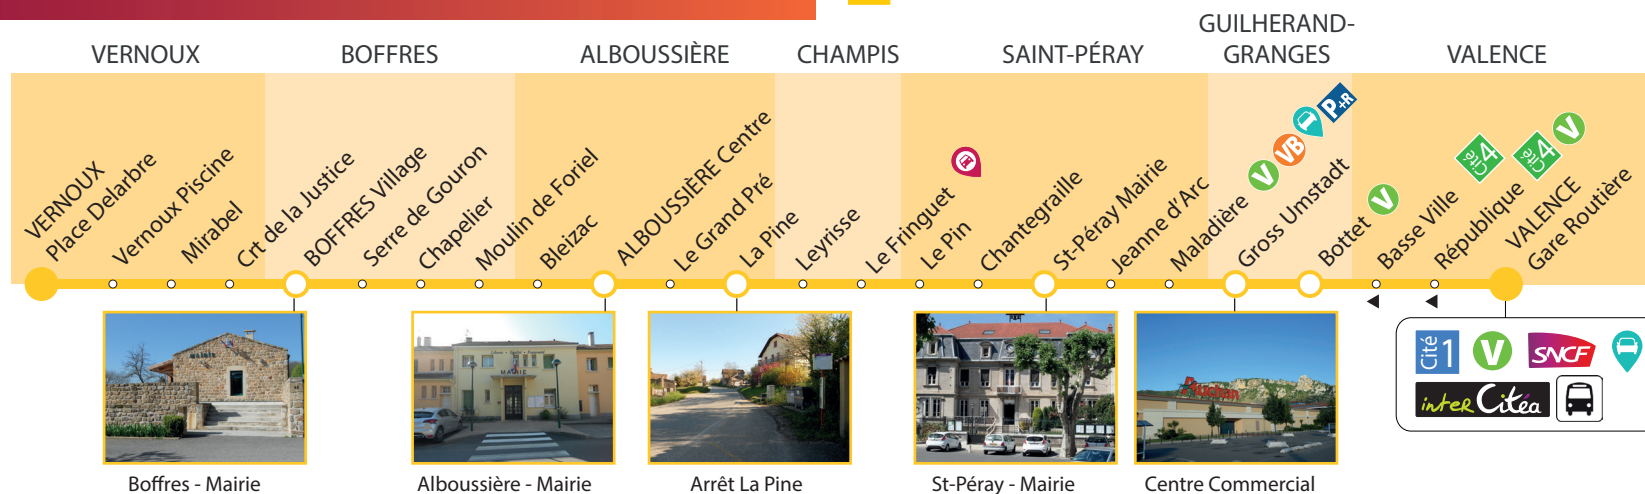 VERNOUX
BOFFRES
ALBOUSSIÈRE
CHAMPIS
SAINT-PÉRAY
GUILHERAND-
GRANGES
VALENCE
VERNOUX
Place Delarbre
Vernoux Piscine
Mirabel
Crt de la Justice
BOFFRES Village
Serre de Gouron
Chapelier
Moulin de Foriel
Bleizac
ALBOUSSIÈRE Centre
Le Grand Pré
La Pine
Leyrisse
Le Fringuet
Le Pin
Chantegraille
St-Péray Mairie
Jeanne d'Arc
Maladière
V
VB
P+R
Gross Umstadt
Bottet
V
Basse Ville
Cité 4
République
Cité 4
V
VALENCE
Gare Routière
MAIRIE
MAIRIE
Auchan
Cité 1
V
SNCF
inter Citéa
Boffres - Mairie
Alboussière - Mairie
Arrêt La Pine
St-Péray - Mairie
Centre Commercial